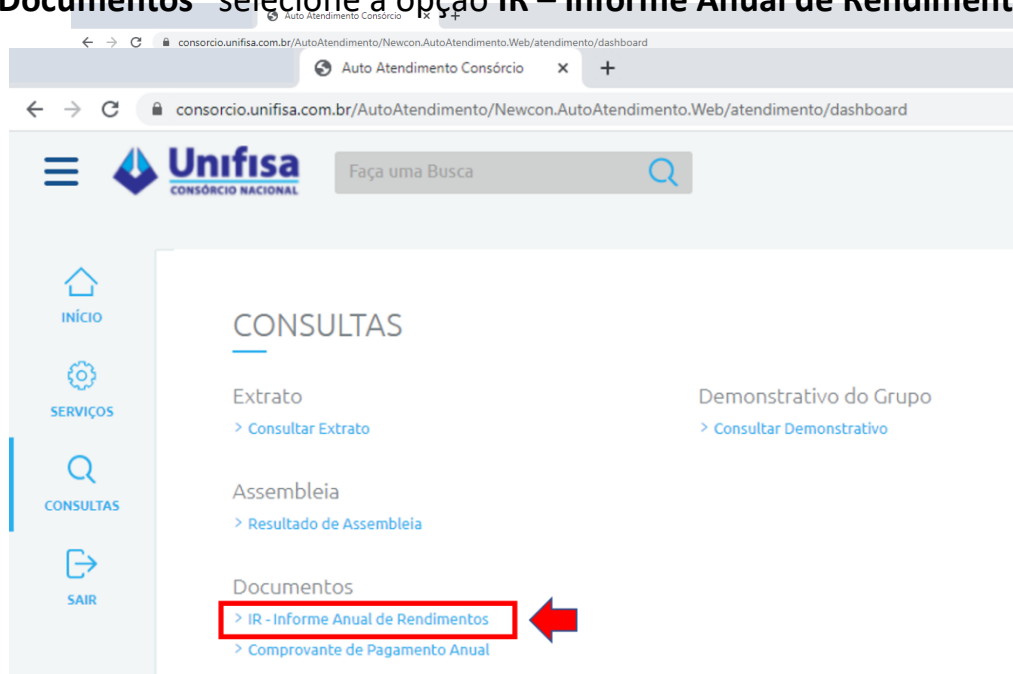 Documentos" selecione a opção IR – Informe Anual de Rendiment
Auto Atendimento Consórcio × +
consorcio.unifisa.com.br/AutoAtendimento/Newcon.AutoAtendimento.Web/atendimento/dashboard
Auto Atendimento Consórcio × +
consorcio.unifisa.com.br/AutoAtendimento/Newcon.AutoAtendimento.Web/atendimento/dashboard
Unifisa
CONSÓRCIO NACIONAL
Faça uma Busca
INÍCIO
SERVIÇOS
CONSULTAS
SAIR
CONSULTAS
Extrato
> Consultar Extrato
Demonstrativo do Grupo
> Consultar Demonstrativo
Assembleia
> Resultado de Assembleia
Documentos
> IR - Informe Anual de Rendimentos
> Comprovante de Pagamento Anual